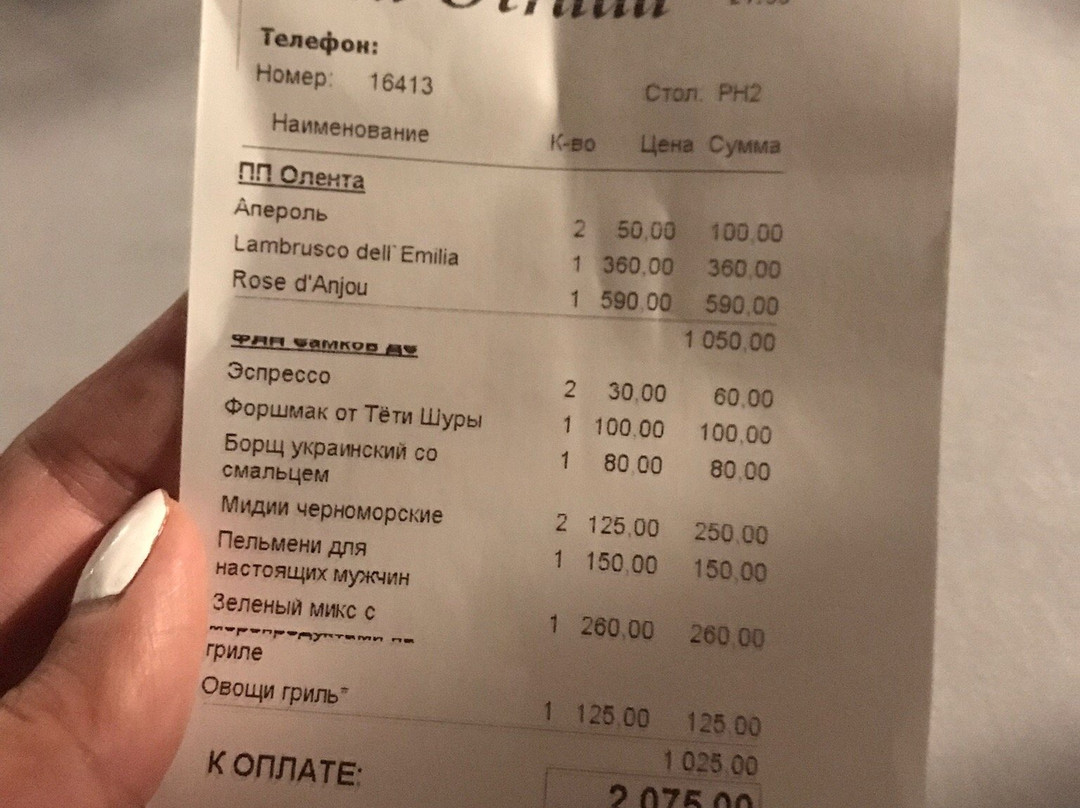 Телефон:
Номер: 16413 Стол: РН2
Наименование К-во Цена Сумма
ПП Олента
Апероль 2 50,00 100,00
Lambrusco dell`Emilia 1 360,00 360,00
Rose d'Anjou 1 590,00 590,00
1 050,00
Эспрессо 2 30,00 60,00
Форшмак от Тёти Шуры 1 100,00 100,00
Борщ украинский со 1 80,00 80,00
смальцем
Мидии черноморские 2 125,00 250,00
Пельмени для 1 150,00 150,00
настоящих мужчин
Зеленый микс с 1 260,00 260,00
морепродуктами на
гриле
Овощи гриль* 1 125,00 125,00
1 025,00
К ОПЛАТЕ: 2 075,00